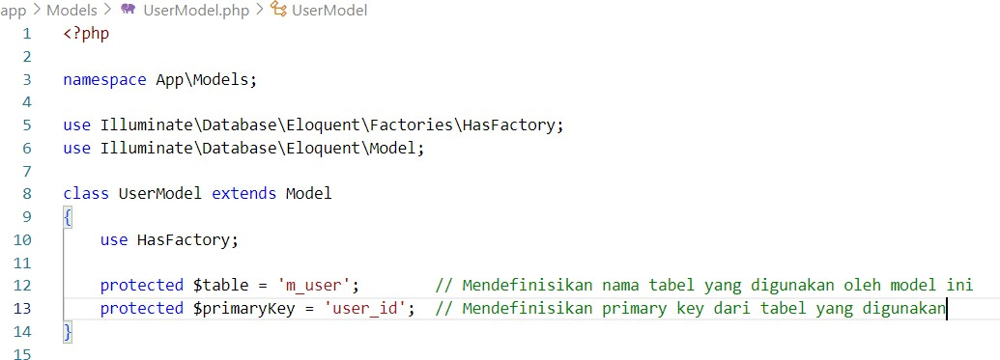 app > Models > UserModel.php > UserModel
1 <?php
2
3 namespace App\Models;
4
5 use Illuminate\Database\Eloquent\Factories\HasFactory;
6 use Illuminate\Database\Eloquent\Model;
7
8 class UserModel extends Model
9 {
10     use HasFactory;
11
12     protected $table = 'm_user';        // Mendefinisikan nama tabel yang digunakan oleh model ini
13     protected $primaryKey = 'user_id';  // Mendefinisikan primary key dari tabel yang digunakan
14 }
15